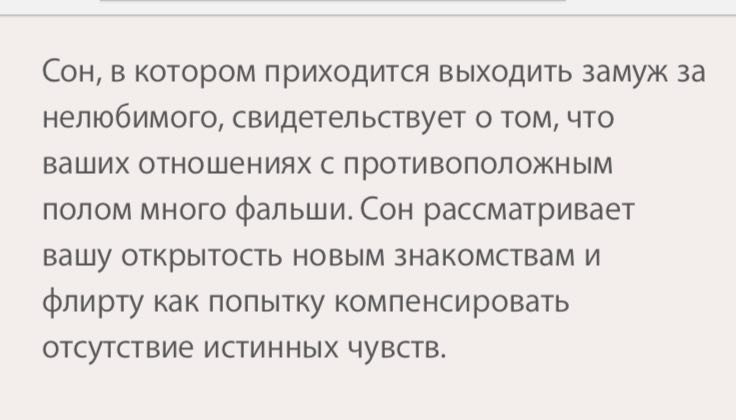 Сон, в котором приходится выходить замуж за
нелюбимого, свидетельствует о том, что
ваших отношениях с противоположным
полом много фальши. Сон рассматривает
вашу открытость новым знакомствам и
флирту как попытку компенсировать
отсутствие истинных чувств.